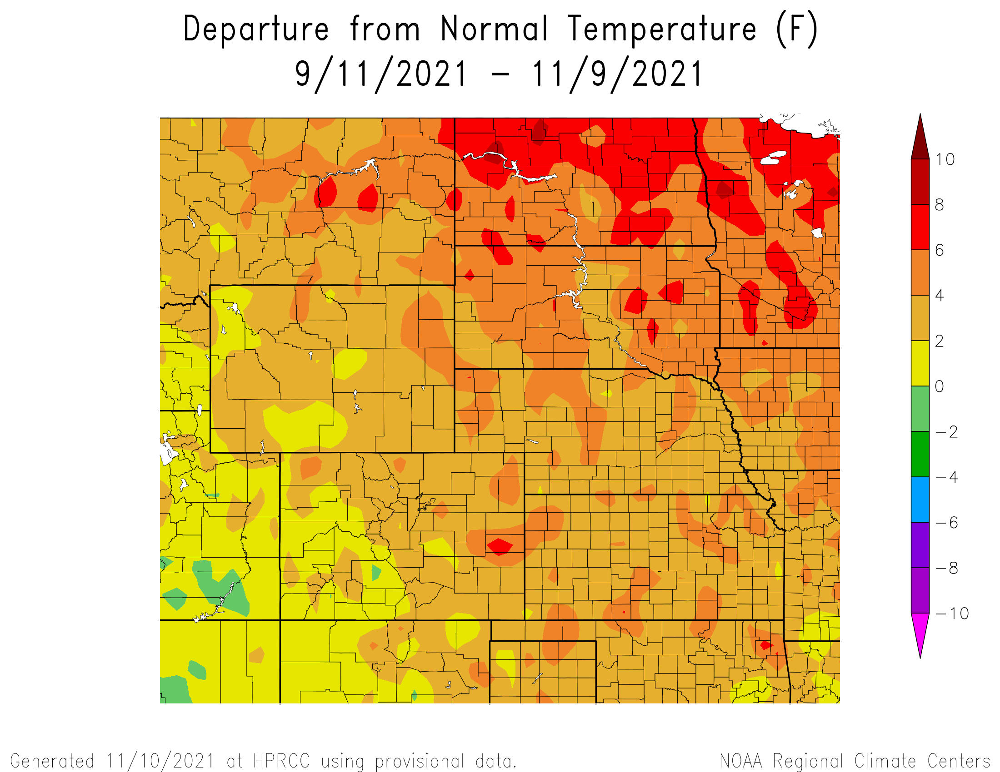 Departure from Normal Temperature (F)
9/11/2021 – 11/9/2021
10
8
6
4
2
0
−2
−4
−6
−8
−10
Generated 11/10/2021 at HPRCC using provisional data.
NOAA Regional Climate Centers